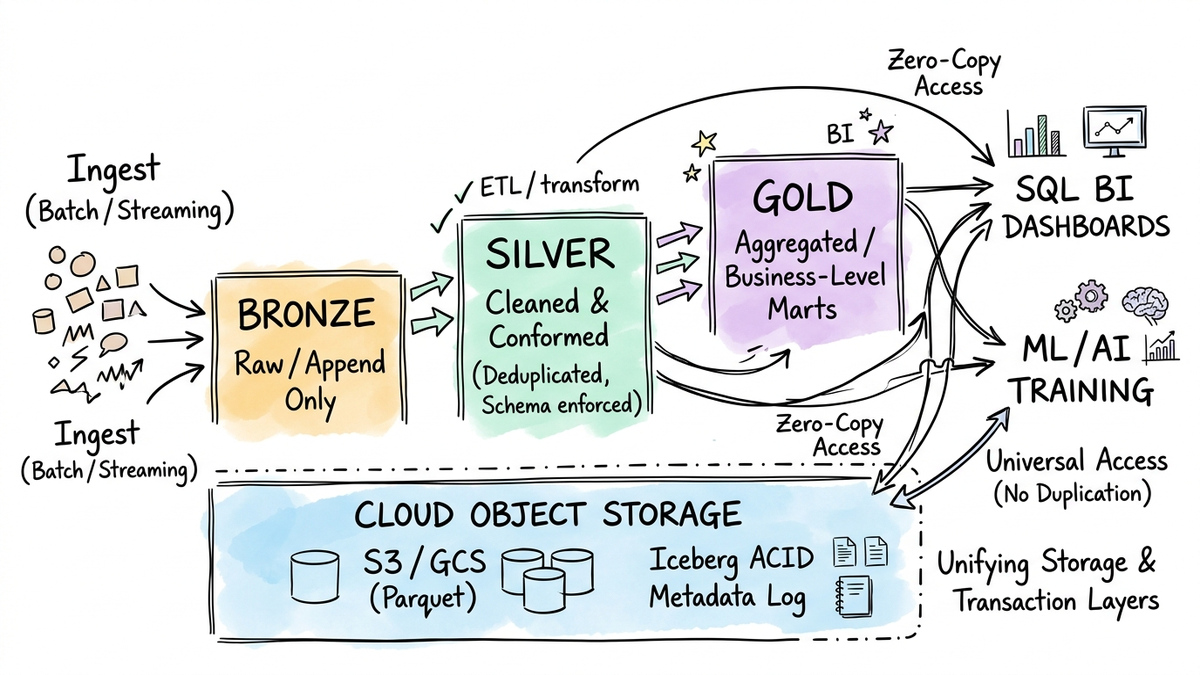 Zero-Copy
Access
BI
Ingest
(Batch/Streaming)
ETL/transform
GOLD
Aggregated/
Business-Level
Marts
SQL BI
DASHBOARDS
SILVER
Cleaned &
Conformed
(Deduplicated,
Schema enforced)
BRONZE
Raw/Append
Only
ML/AI
TRAINING
Ingest
(Batch/Streaming)
Zero-Copy
Access
Universal Access
(No Duplication)
CLOUD OBJECT STORAGE
S3/GCS
(Parquet)
Iceberg ACID
Metadata Log
Unifying Storage &
Transaction Layers